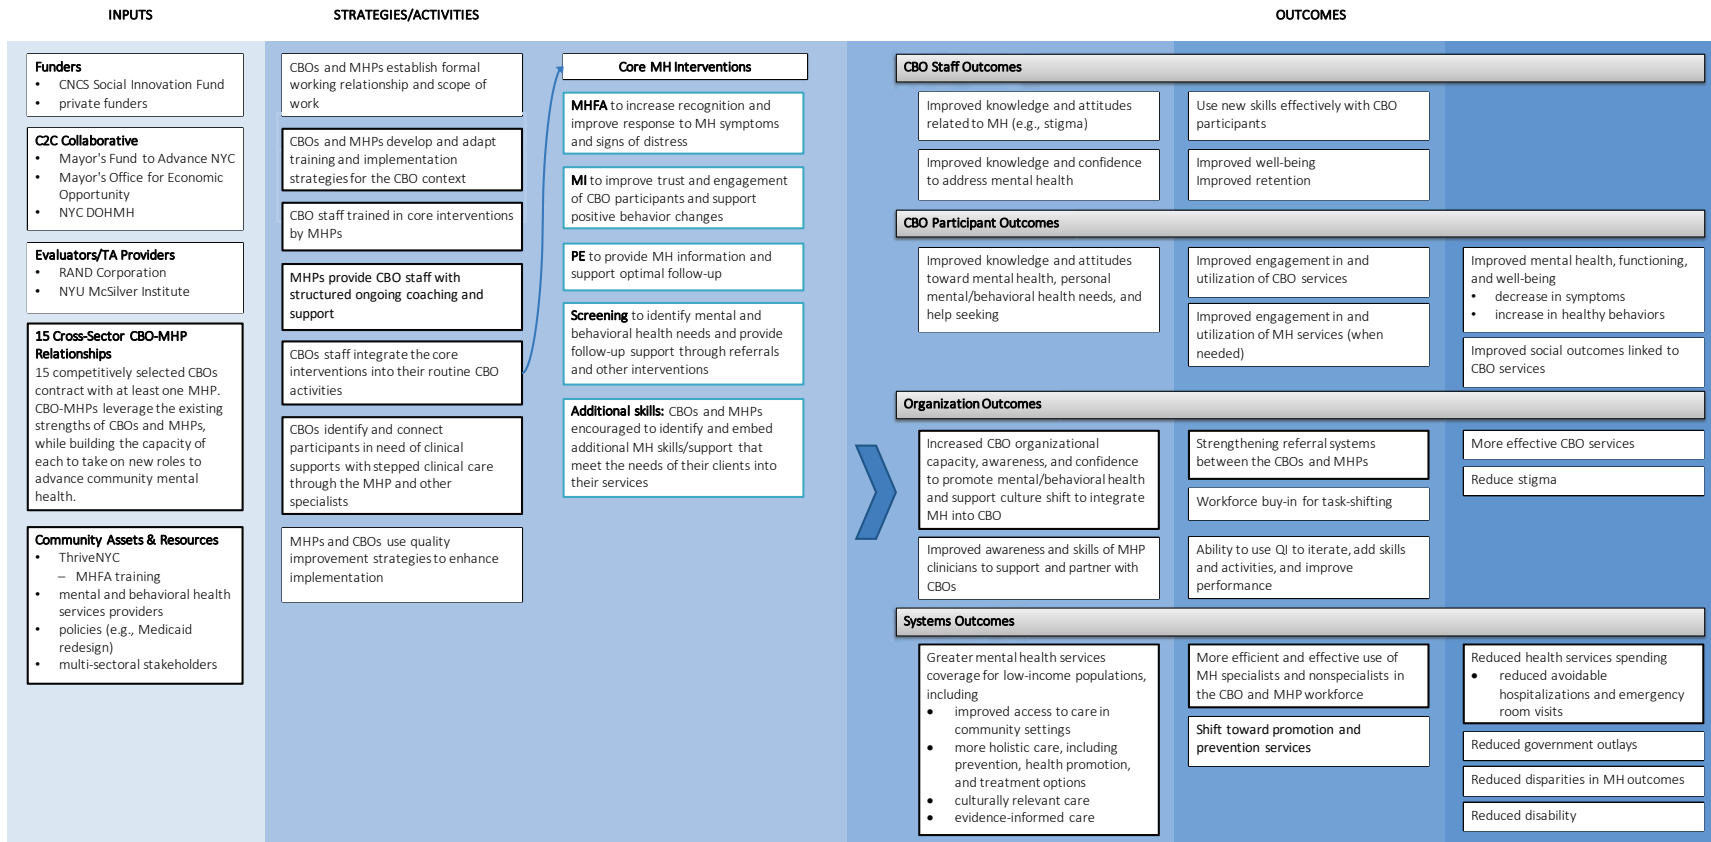 INPUTS
STRATEGIES/ACTIVITIES
OUTCOMES
Funders
• CNCS Social Innovation Fund
• private funders
C2C Collaborative
• Mayor's Fund to Advance NYC
• Mayor's Office for Economic
Opportunity
• NYC DOHMH
Evaluators/TA Providers
• RAND Corporation
• NYU McSilver Institute
15 Cross-Sector CBO-MHP
Relationships
15 competitively selected CBOs
contract with at least one MHP.
CBO-MHPs leverage the existing
strengths of CBOs and MHPs,
while building the capacity of
each to take on new roles to
advance community mental
health.
Community Assets & Resources
• ThriveNYC
– MHFA training
• mental and behavioral health
services providers
• policies (e.g., Medicaid
redesign)
• multi-sectoral stakeholders
CBOs and MHPs establish formal
working relationship and scope of
work
CBOs and MHPs develop and adapt
training and implementation
strategies for the CBO context
CBO staff trained in core interventions
by MHPs
MHPs provide CBO staff with
structured ongoing coaching and
support
CBOs staff integrate the core
interventions into their routine CBO
activities
CBOs identify and connect
participants in need of clinical
supports with stepped clinical care
through the MHP and other
specialists
MHPs and CBOs use quality
improvement strategies to enhance
implementation
Core MH Interventions
MHFA to increase recognition and
improve response to MH symptoms
and signs of distress
MI to improve trust and engagement
of CBO participants and support
positive behavior changes
PE to provide MH information and
support optimal follow-up
Screening to identify mental and
behavioral health needs and provide
follow-up support through referrals
and other interventions
Additional skills: CBOs and MHPs
encouraged to identify and embed
additional MH skills/support that
meet the needs of their clients into
their services
CBO Staff Outcomes
Improved knowledge and attitudes
related to MH (e.g., stigma)
Improved knowledge and confidence
to address mental health
Use new skills effectively with CBO
participants
Improved well-being
Improved retention
CBO Participant Outcomes
Improved knowledge and attitudes
toward mental health, personal
mental/behavioral health needs, and
help seeking
Improved engagement in and
utilization of CBO services
Improved engagement in and
utilization of MH services (when
needed)
Improved mental health, functioning,
and well-being
• decrease in symptoms
• increase in healthy behaviors
Improved social outcomes linked to
CBO services
Organization Outcomes
Increased CBO organizational
capacity, awareness, and confidence
to promote mental/behavioral health
and support culture shift to integrate
MH into CBO
Improved awareness and skills of MHP
clinicians to support and partner with
CBOs
Strengthening referral systems
between the CBOs and MHPs
Workforce buy-in for task-shifting
Ability to use QI to iterate, add skills
and activities, and improve
performance
More effective CBO services
Reduce stigma
Systems Outcomes
Greater mental health services
coverage for low-income populations,
including
• improved access to care in
community settings
• more holistic care, including
prevention, health promotion,
and treatment options
• culturally relevant care
• evidence-informed care
More efficient and effective use of
MH specialists and nonspecialists in
the CBO and MHP workforce
Shift toward promotion and
prevention services
Reduced health services spending
• reduced avoidable
hospitalizations and emergency
room visits
Reduced government outlays
Reduced disparities in MH outcomes
Reduced disability